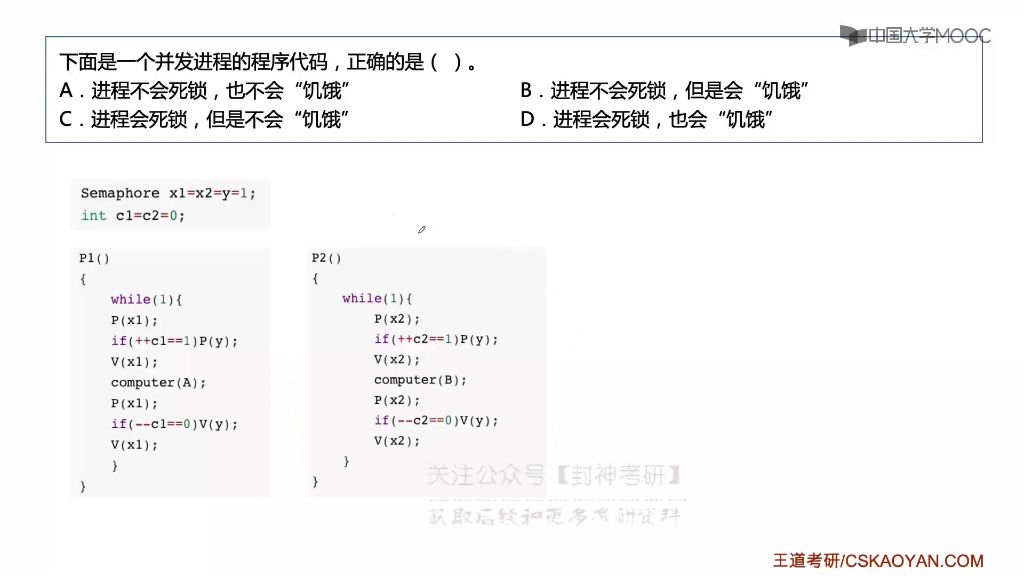 中国大学MOOC
下面是一个并发进程的程序代码，正确的是（ ）。
A．进程不会死锁，也不会“饥饿” B．进程不会死锁，但是会“饥饿”
C．进程会死锁，但是不会“饥饿” D．进程会死锁，也会“饥饿”
Semaphore x1=x2=y=1;
int c1=c2=0;
P1()
{
while(1){
P(x1);
if(++c1==1)P(y);
V(x1);
computer(A);
P(x1);
if(--c1==0)V(y);
V(x1);
}
}
P2()
{
while(1){
P(x2);
if(++c2==1)P(y);
V(x2);
computer(B);
P(x2);
if(--c2==0)V(y);
V(x2);
}
}
关注公众号【封神考研】
获取后续和更多考研资料
王道考研/CSKAOYAN.COM